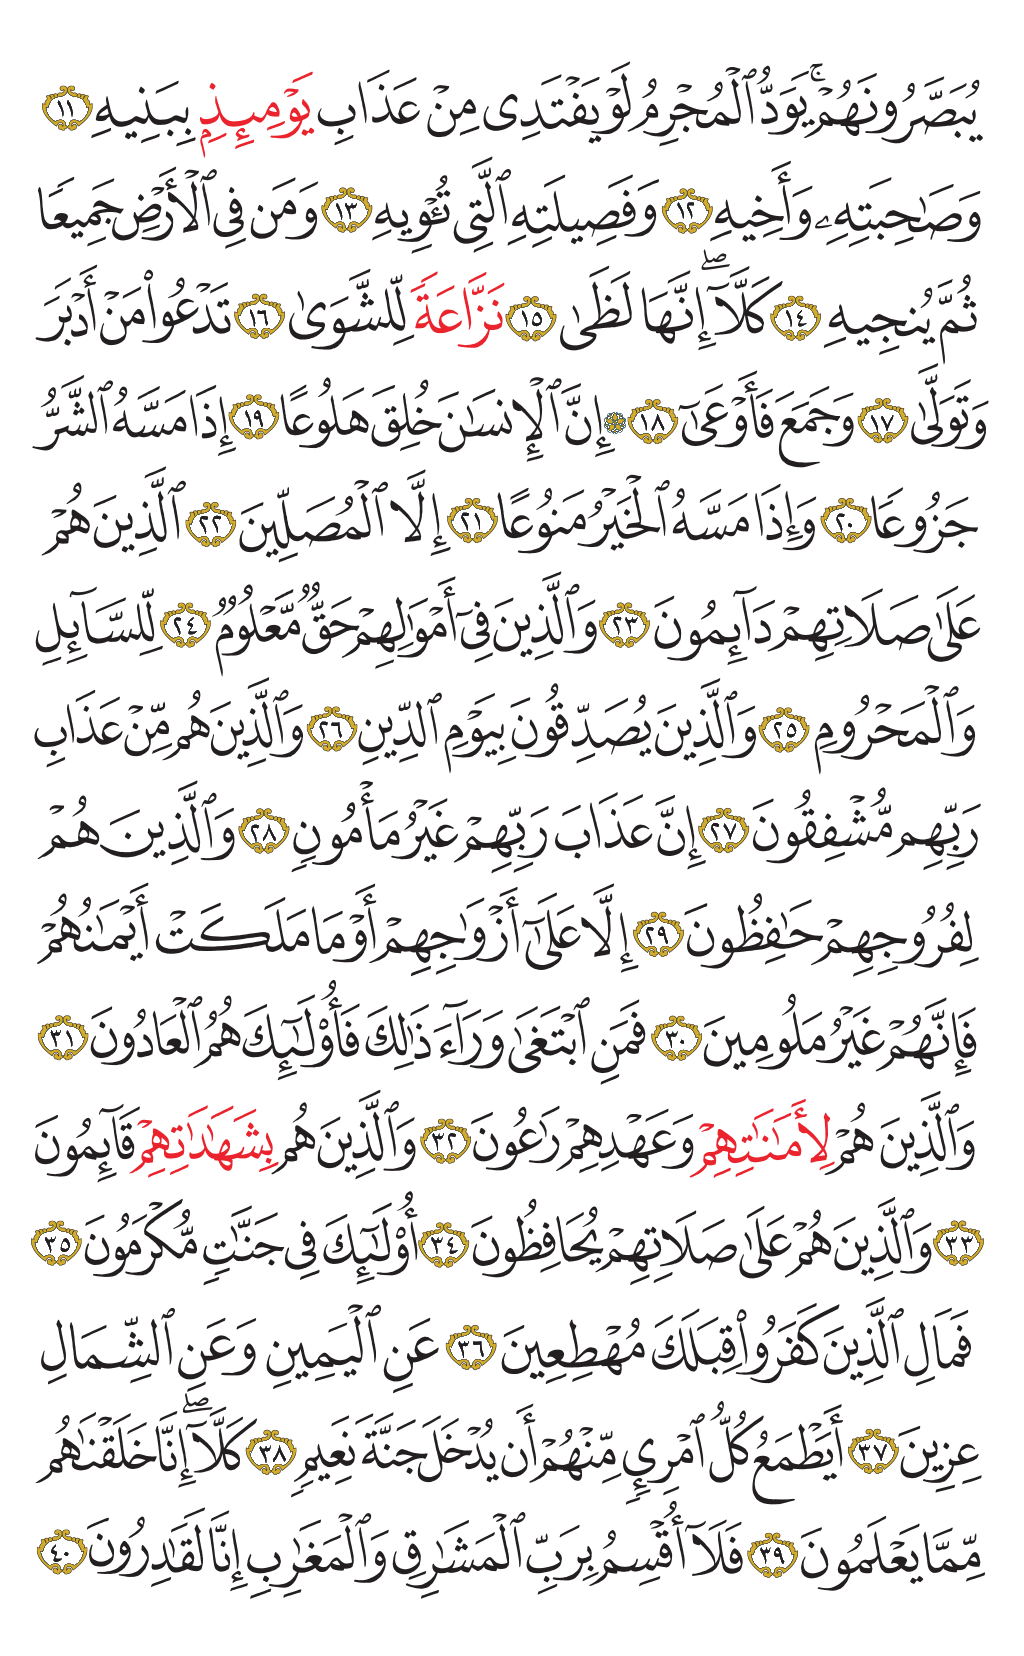 يُبَصَّرُونَهُمۡۚ يَوَدُّ ٱلۡمُجۡرِمُ لَوۡ يَفۡتَدِى مِنۡ عَذَابِ يَوۡمِئِذِۭ بِبَنِيهِ ١١
وَصَٰحِبَتِهِۦ وَأَخِيهِ ١٢ وَفَصِيلَتِهِ ٱلَّتِي تُـٔۡوِيهِ ١٣ وَمَن فِي ٱلۡأَرۡضِ جَمِيعٗا
ثُمَّ يُنجِيهِ ١٤ كَلَّآۖ إِنَّهَا لَظَىٰ ١٥ نَزَّاعَةٗ لِّلشَّوَىٰ ١٦ تَدۡعُواْ مَنۡ أَدۡبَرَ
وَتَوَلَّىٰ ١٧ وَجَمَعَ فَأَوۡعَىٰٓ ١٨ ۞ إِنَّ ٱلۡإِنسَٰنَ خُلِقَ هَلُوعًا ١٩ إِذَا مَسَّهُ ٱلشَّرُّ
جَزُوعٗا ٢٠ وَإِذَا مَسَّهُ ٱلۡخَيۡرُ مَنُوعًا ٢١ إِلَّا ٱلۡمُصَلِّينَ ٢٢ ٱلَّذِينَ هُمۡ
عَلَىٰ صَلَاتِهِمۡ دَآئِمُونَ ٢٣ وَٱلَّذِينَ فِيٓ أَمۡوَٰلِهِمۡ حَقّٞ مَّعۡلُومٞ ٢٤ لِّلسَّآئِلِ
وَٱلۡمَحۡرُومِ ٢٥ وَٱلَّذِينَ يُصَدِّقُونَ بِيَوۡمِ ٱلدِّينِ ٢٦ وَٱلَّذِينَ هُم مِّنۡ عَذَابِ
رَبِّهِم مُّشۡفِقُونَ ٢٧ إِنَّ عَذَابَ رَبِّهِمۡ غَيۡرُ مَأۡمُونٖ ٢٨ وَٱلَّذِينَ هُمۡ
لِفُرُوجِهِمۡ حَٰفِظُونَ ٢٩ إِلَّا عَلَىٰٓ أَزۡوَٰجِهِمۡ أَوۡ مَا مَلَكَتۡ أَيۡمَٰنُهُمۡ
فَإِنَّهُمۡ غَيۡرُ مَلُومِينَ ٣٠ فَمَنِ ٱبۡتَغَىٰ وَرَآءَ ذَٰلِكَ فَأُوْلَٰٓئِكَ هُمُ ٱلۡعَادُونَ ٣١
وَٱلَّذِينَ هُمۡ لِأَمَٰنَٰتِهِمۡ وَعَهۡدِهِمۡ رَٰعُونَ ٣٢ وَٱلَّذِينَ هُم بِشَهَٰدَٰتِهِمۡ قَآئِمُونَ
٣٣ وَٱلَّذِينَ هُمۡ عَلَىٰ صَلَاتِهِمۡ يُحَافِظُونَ ٣٤ أُوْلَٰٓئِكَ فِي جَنَّٰتٖ مُّكۡرَمُونَ ٣٥
فَمَالِ ٱلَّذِينَ كَفَرُواْ قِبَلَكَ مُهۡطِعِينَ ٣٦ عَنِ ٱلۡيَمِينِ وَعَنِ ٱلشِّمَالِ
عِزِينَ ٣٧ أَيَطۡمَعُ كُلُّ ٱمۡرِيٕٖ مِّنۡهُمۡ أَن يُدۡخَلَ جَنَّةَ نَعِيمٖ ٣٨ كَلَّآۖ إِنَّا خَلَقۡنَٰهُم
مِّمَّا يَعۡلَمُونَ ٣٩ فَلَآ أُقۡسِمُ بِرَبِّ ٱلۡمَشَٰرِقِ وَٱلۡمَغَٰرِبِ إِنَّا لَقَٰدِرُونَ ٤٠